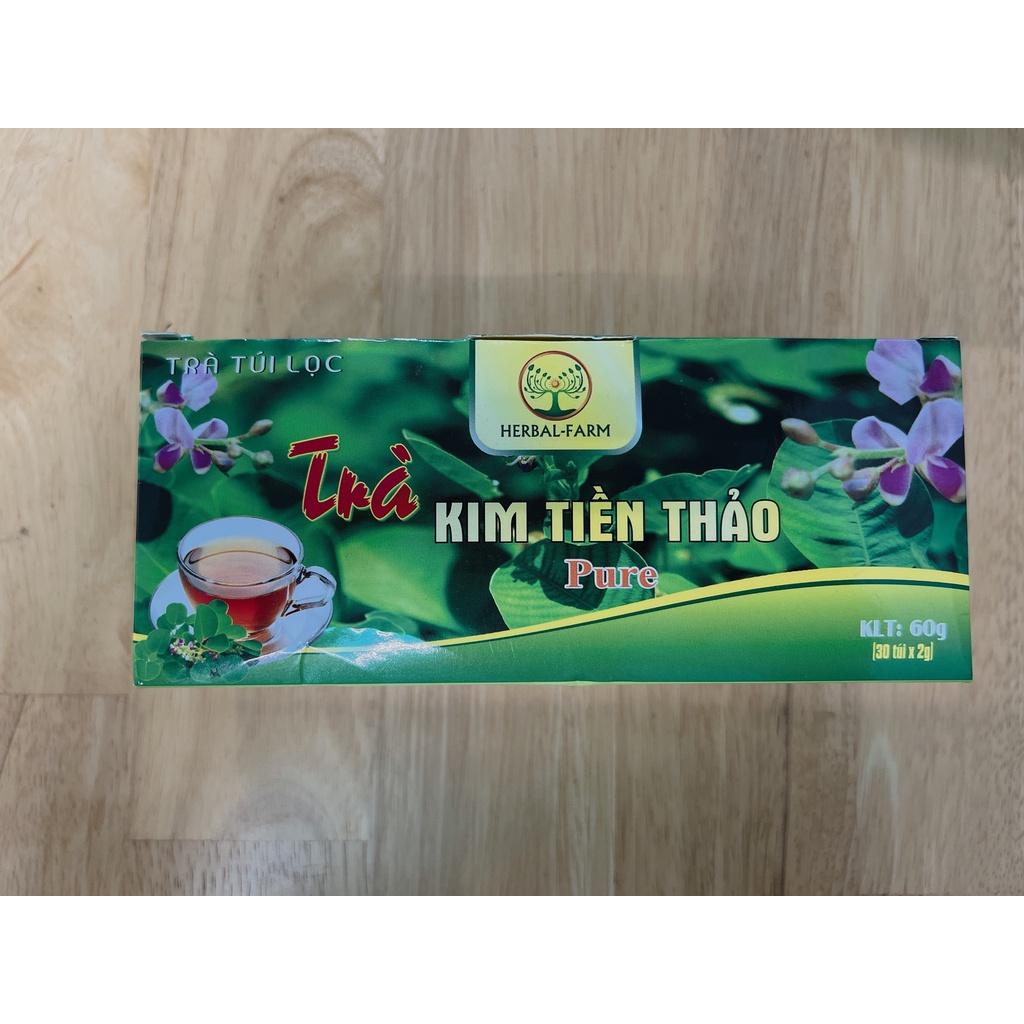 TRÀ TÚI LỌC
HERBAL-FARM
Trà
KIM TIỀN THẢO
Pure
KLT: 60g
(30 túi x 2g)